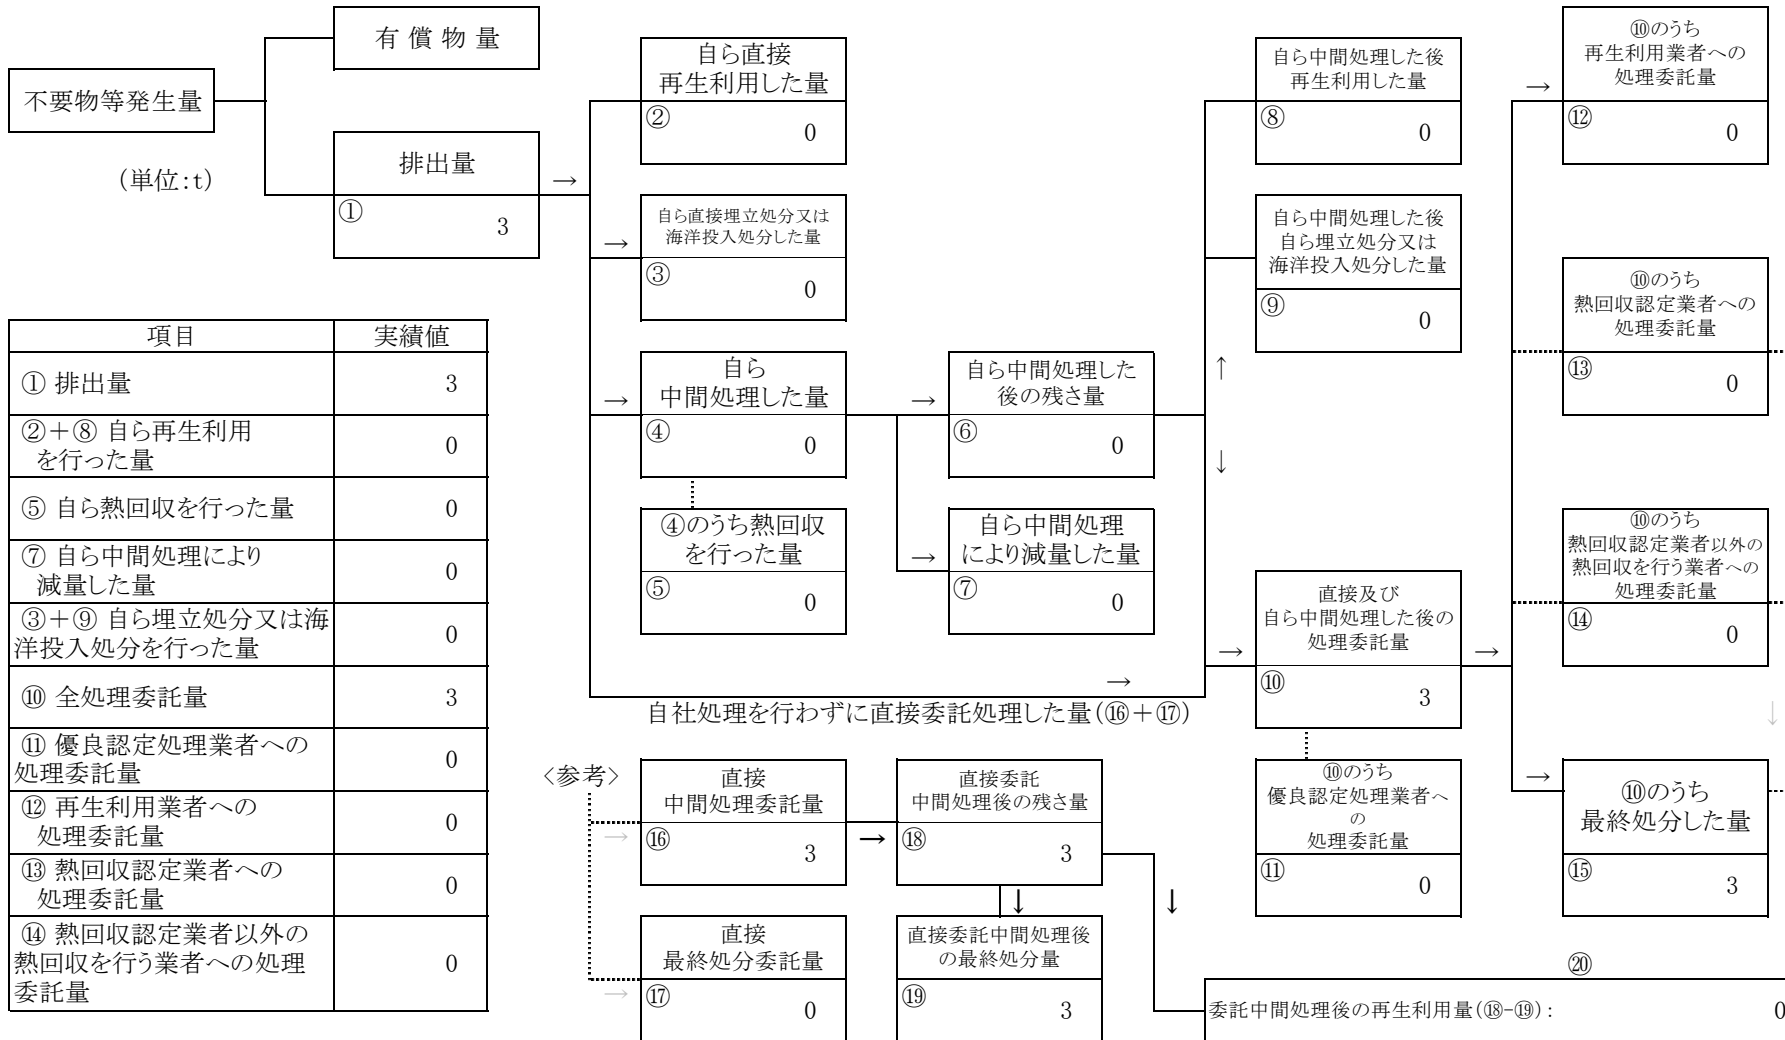 有償物量
不要物等発生量
(単位:t)
排出量
①
3
→
自ら直接
再生利用した量
②
0
→
自ら直接埋立処分又は
海洋投入処分した量
③
0
→
自ら
中間処理した量
④
0
④のうち熱回収
を行った量
⑤
0
→
自ら中間処理した
後の残さ量
⑥
0
→
自ら中間処理
により減量した量
⑦
0
自ら中間処理した後
再生利用した量
⑧
0
自ら中間処理した後
自ら埋立処分又は
海洋投入処分した量
⑨
0
↑
↓
→
自社処理を行わずに直接委託処理した量(⑯+⑰)
→
直接及び
自ら中間処理した後の
処理委託量
⑩
3
→
⑩のうち
優良認定処理業者へ
の
処理委託量
⑪
0
→
⑩のうち
再生利用業者への
処理委託量
⑫
0
⑩のうち
熱回収認定業者への
処理委託量
⑬
0
⑩のうち
熱回収認定業者以外の
熱回収を行う業者への
処理委託量
⑭
0
↓
→
⑩のうち
最終処分した量
⑮
3
項目 実績値
① 排出量 3
②+⑧ 自ら再生利用
を行った量 0
⑤ 自ら熱回収を行った量 0
⑦ 自ら中間処理により
減量した量 0
③+⑨ 自ら埋立処分又は海
洋投入処分を行った量 0
⑩ 全処理委託量 3
⑪ 優良認定処理業者への
処理委託量 0
⑫ 再生利用業者への
処理委託量 0
⑬ 熱回収認定業者への
処理委託量 0
⑭ 熱回収認定業者以外の
熱回収を行う業者への処理
委託量 0
<参考>
→
直接
中間処理委託量
⑯
3
→
直接委託
中間処理後の残さ量
⑱
3
↓
↓
→
直接
最終処分委託量
⑰
0
直接委託中間処理後
の最終処分量
⑲
3
⑳
委託中間処理後の再生利用量(⑱-⑲): 0